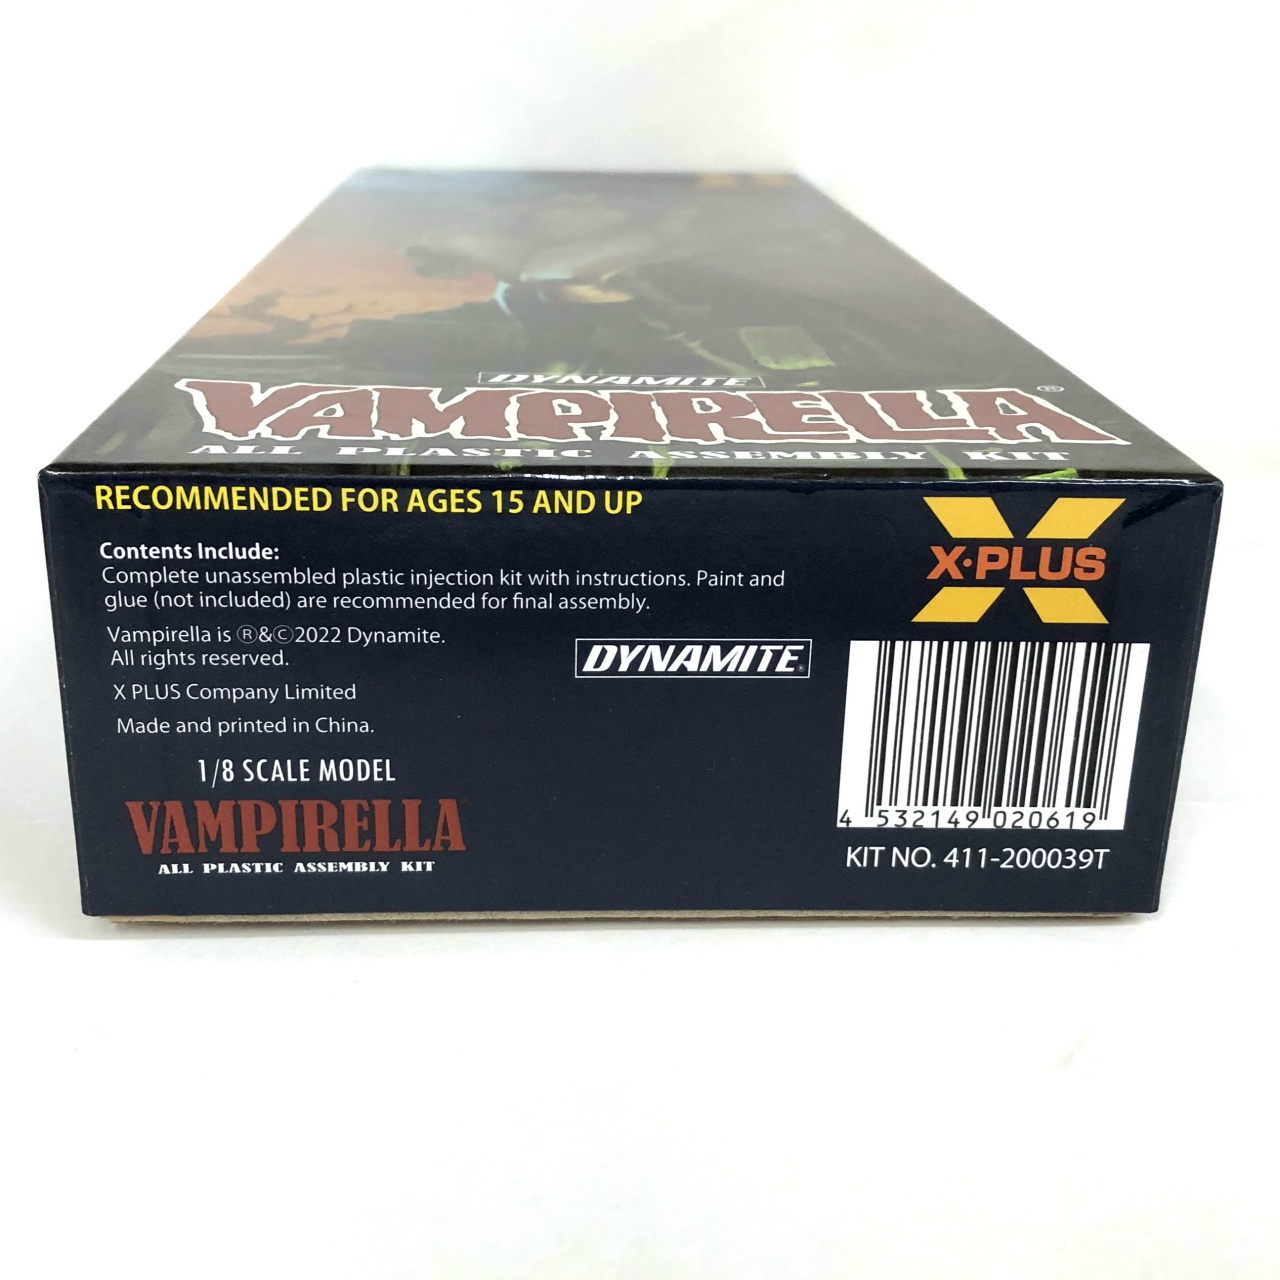 DYNAMITE
VAMPIRELLA®
ALL PLASTIC ASSEMBLY KIT
RECOMMENDED FOR AGES 15 AND UP
Contents Include:
Complete unassembled plastic injection kit with instructions. Paint and
glue (not included) are recommended for final assembly.
Vampirella is Ⓡ&Ⓒ2022 Dynamite.
All rights reserved.
X PLUS Company Limited
Made and printed in China.
1/8 SCALE MODEL
VAMPIRELLA
ALL PLASTIC ASSEMBLY KIT
DYNAMITE®
X·PLUS
4 532149 020619
KIT NO. 411-200039T